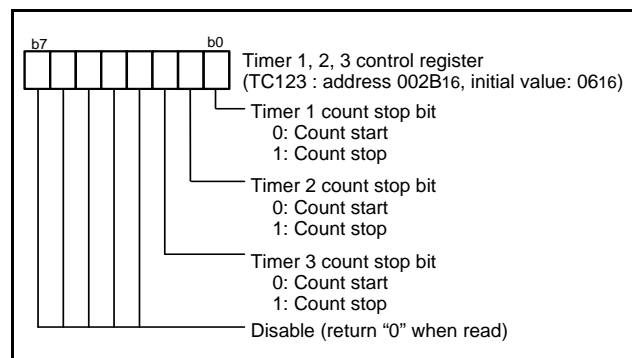 b7 b0
Timer 1, 2, 3 control register
(TC123 : address 002B16, initial value: 0616)
Timer 1 count stop bit
0: Count start
1: Count stop
Timer 2 count stop bit
0: Count start
1: Count stop
Timer 3 count stop bit
0: Count start
1: Count stop
Disable (return “0” when read)